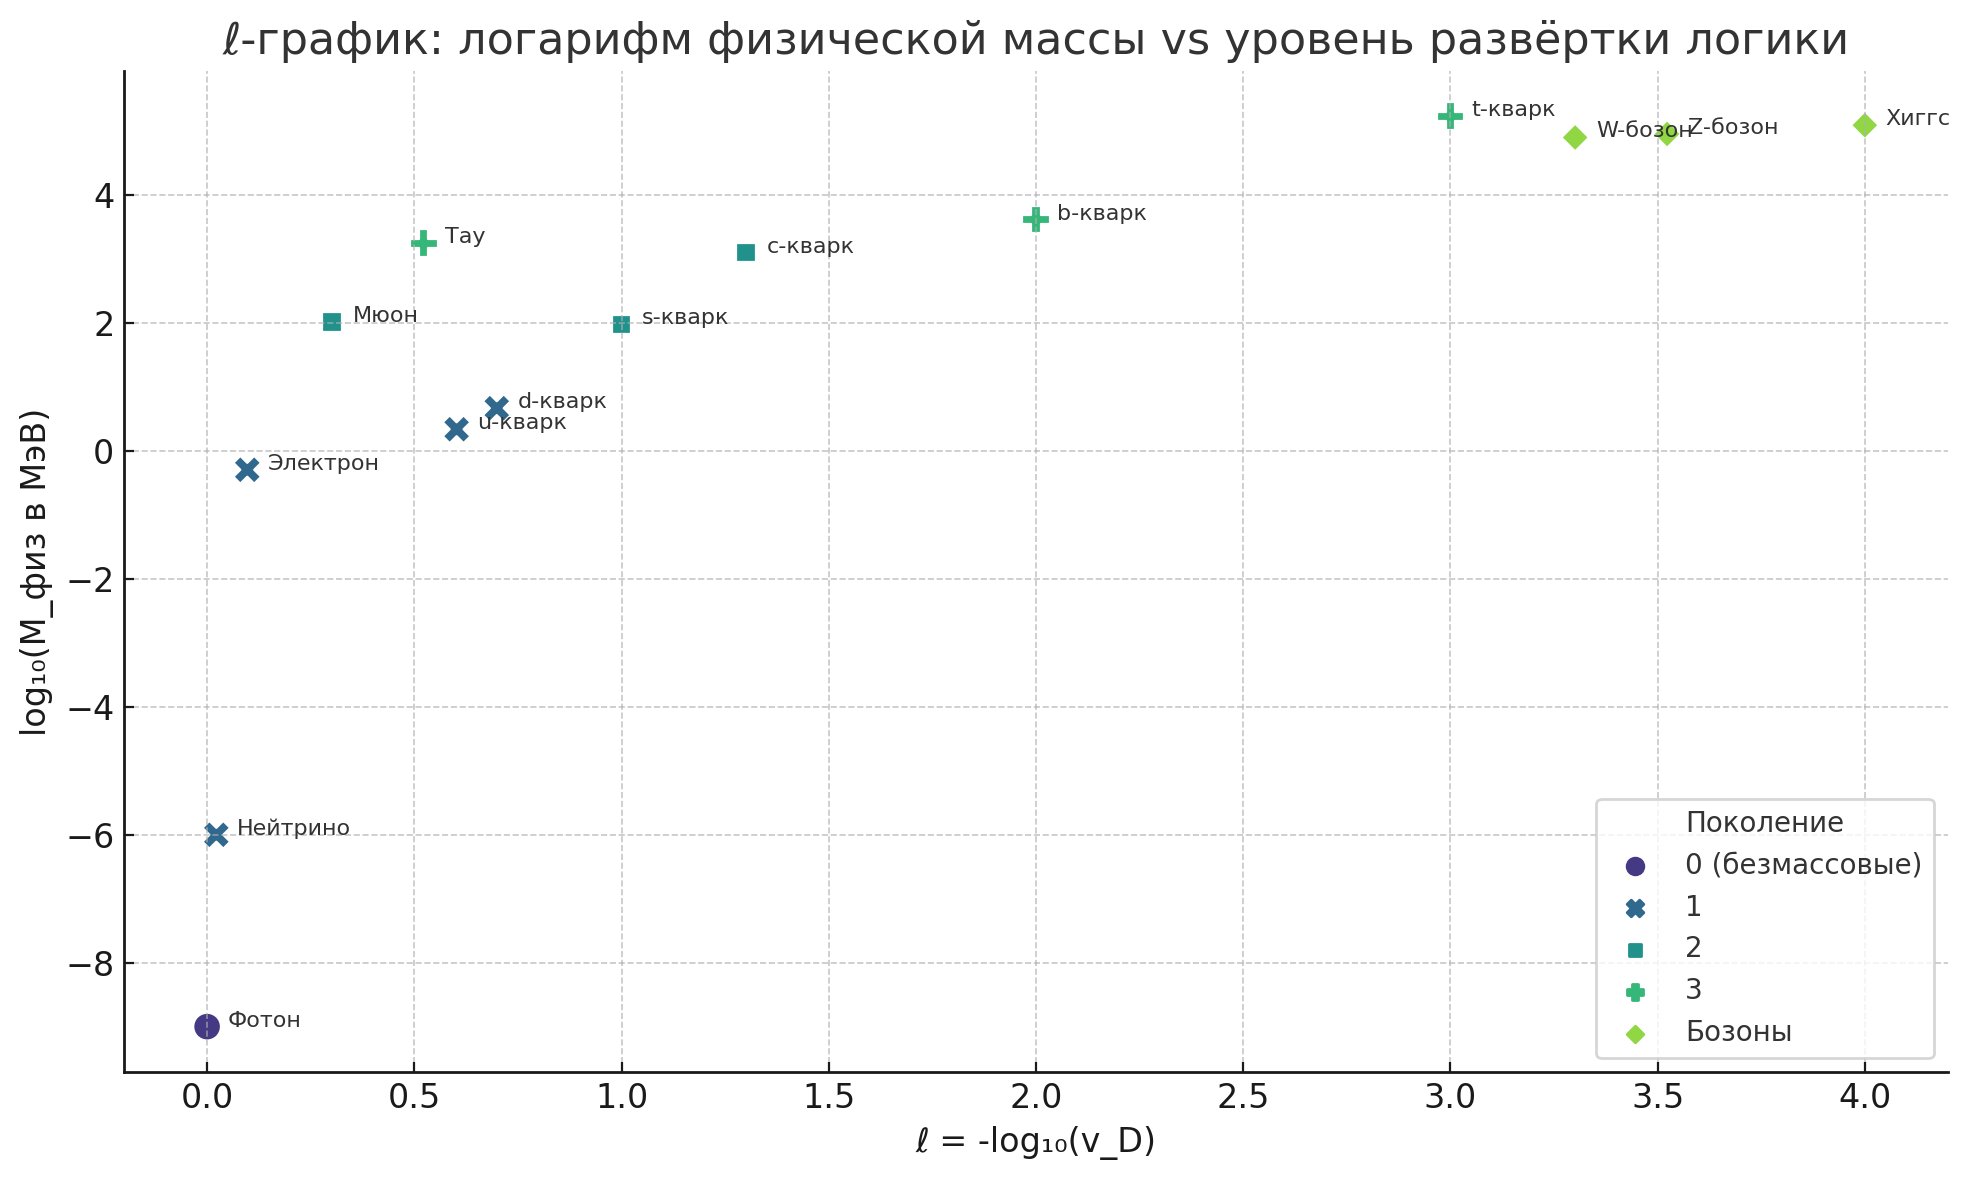 ℓ-график: логарифм физической массы vs уровень развёртки логики
log₁₀(M_физ в МэВ)
4
2
0
−2
−4
−6
−8
t-кварк
W-бозон
Z-бозон
Хиггс
Тау
b-кварк
c-кварк
Мюон
s-кварк
d-кварк
u-кварк
Электрон
Нейтрино
Фотон
Поколение
0 (безмассовые)
1
2
3
Бозоны
0.0 0.5 1.0 1.5 2.0 2.5 3.0 3.5 4.0
ℓ = -log₁₀(v_D)